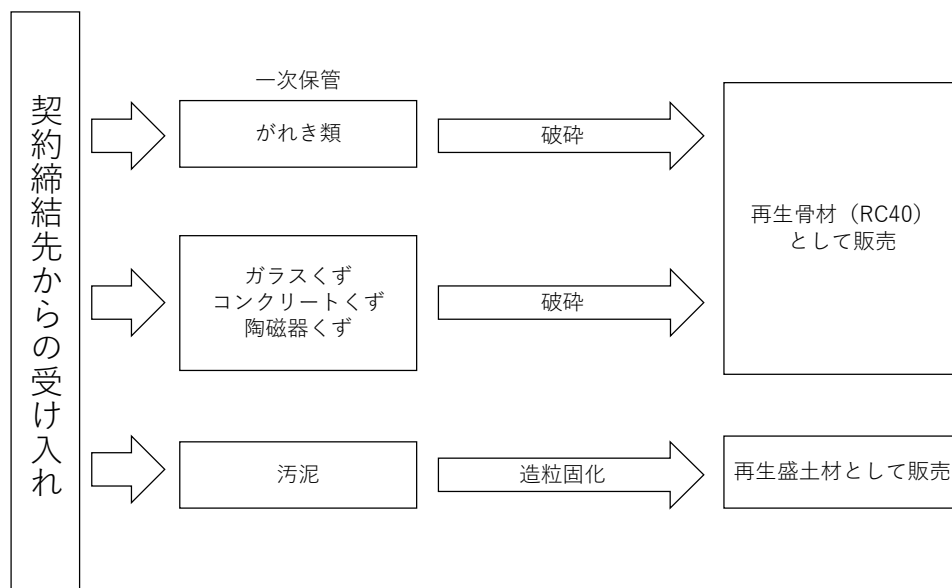 契約締結先からの受け入れ
一次保管
がれき類
破砕
再生骨材（RC40）
として販売
ガラスくず
コンクリートくず
陶磁器くず
破砕
汚泥
造粒固化
再生盛土材として販売